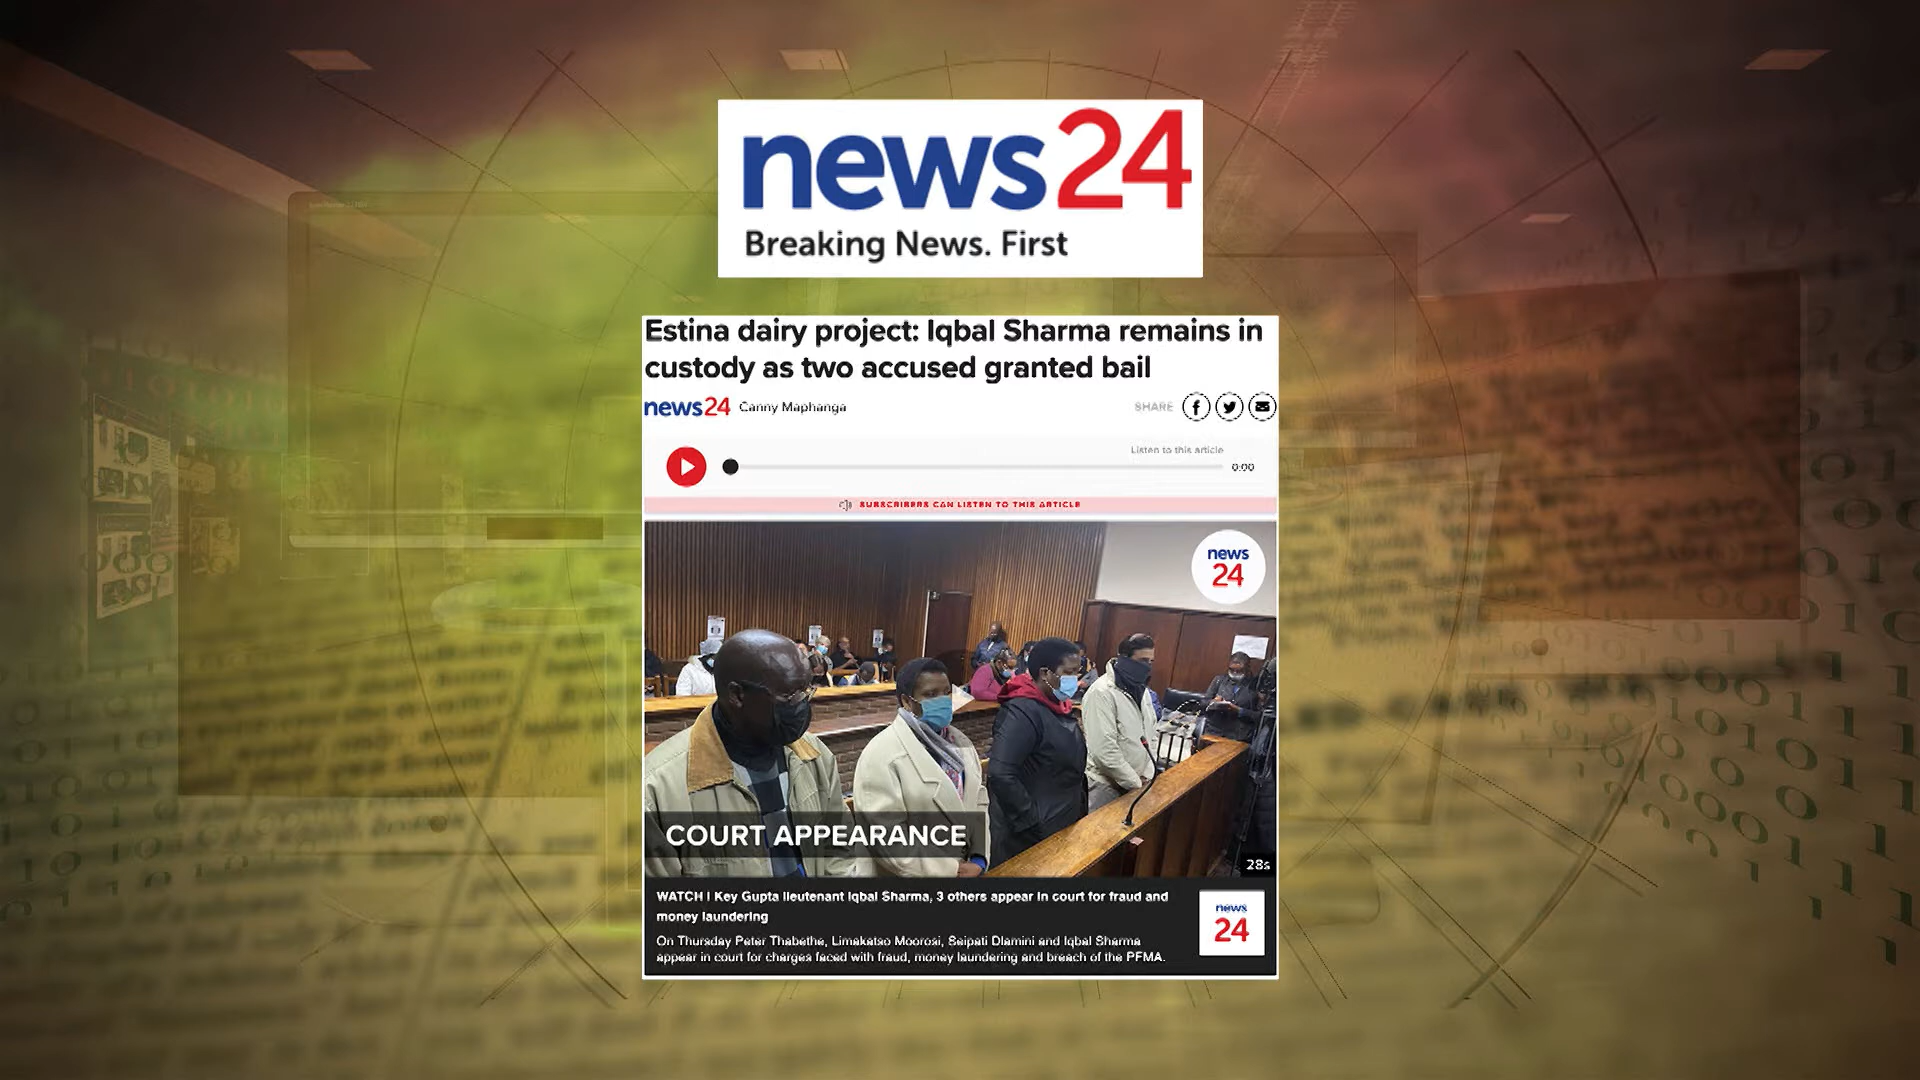 news24
Breaking News. First
Estina dairy project: Iqbal Sharma remains in
custody as two accused granted bail
news24 Canny Maphanga
SHARE
Listen to this article
0:00
SUBSCRIBERS CAN LISTEN TO THIS ARTICLE
news
24
COURT APPEARANCE
28s
WATCH | Key Gupta lieutenant Iqbal Sharma, 3 others appear in court for fraud and
money laundering
news
24
On Thursday Peter Thabethe, Limakatso Moorosi, Seipati Dlamini and Iqbal Sharma
appear in court for charges faced with fraud, money laundering and breach of the PFMA.